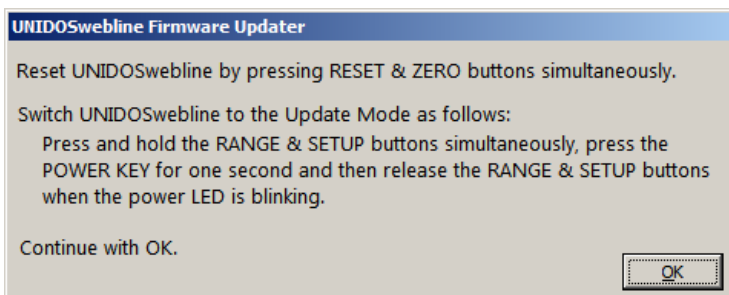 UNIDOSwebline Firmware Updater
Reset UNIDOSwebline by pressing RESET & ZERO buttons simultaneously.
Switch UNIDOSwebline to the Update Mode as follows:
Press and hold the RANGE & SETUP buttons simultaneously, press the
POWER KEY for one second and then release the RANGE & SETUP buttons
when the power LED is blinking.
Continue with OK.
OK